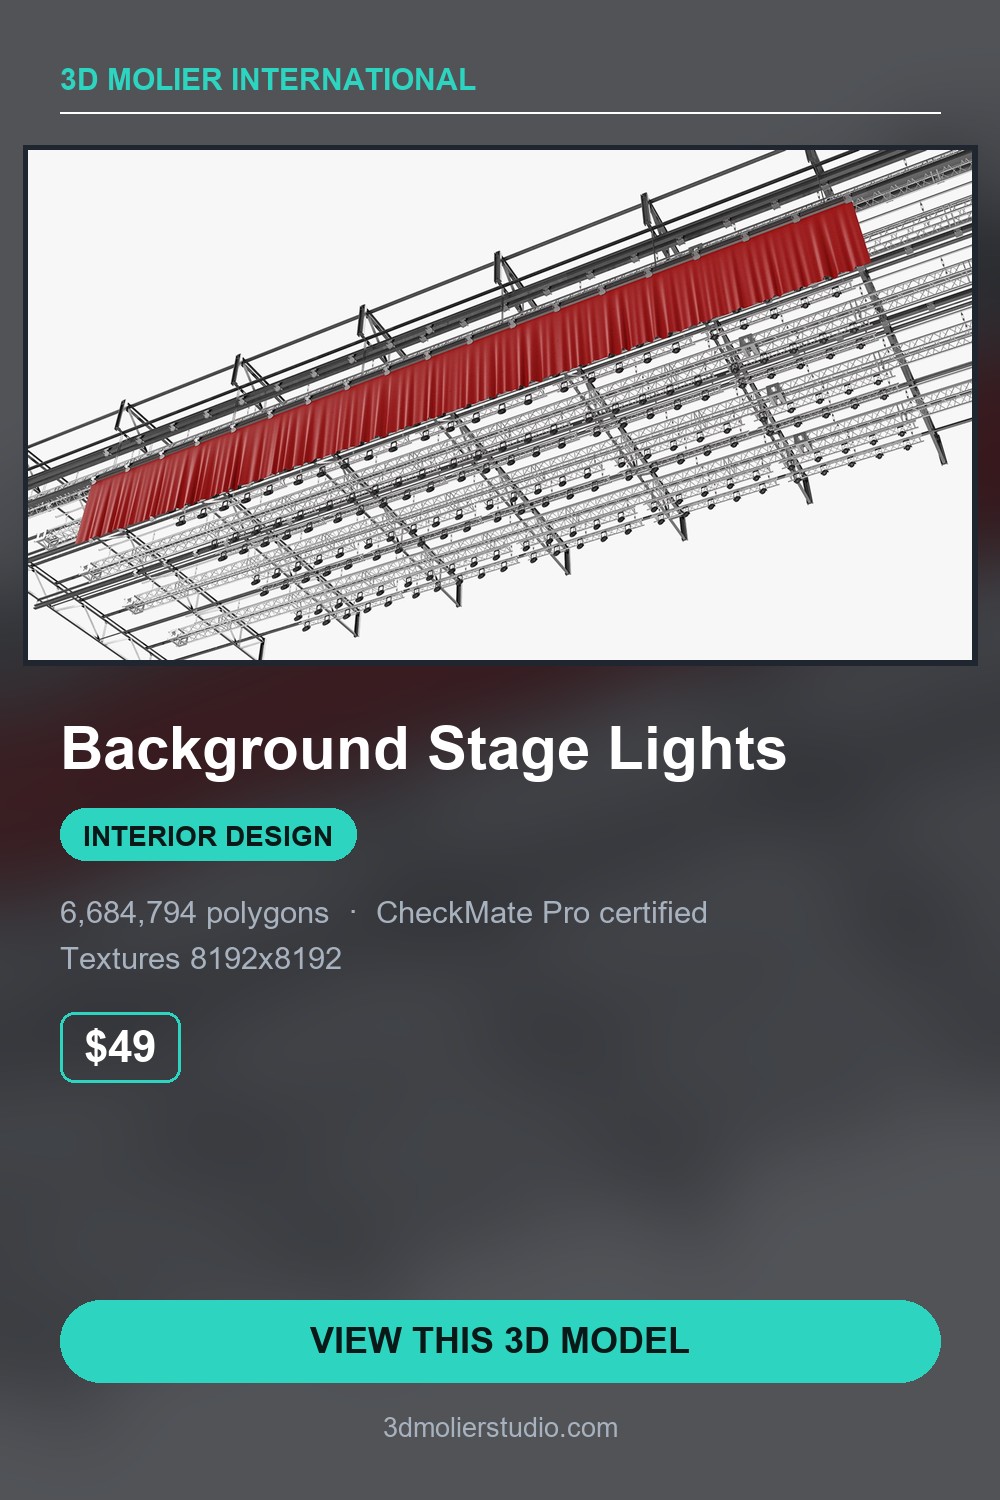 3D MOLIER INTERNATIONAL
Background Stage Lights
INTERIOR DESIGN
6,684,794 polygons · CheckMate Pro certified
Textures 8192x8192
$49
VIEW THIS 3D MODEL
3dmolierstudio.com